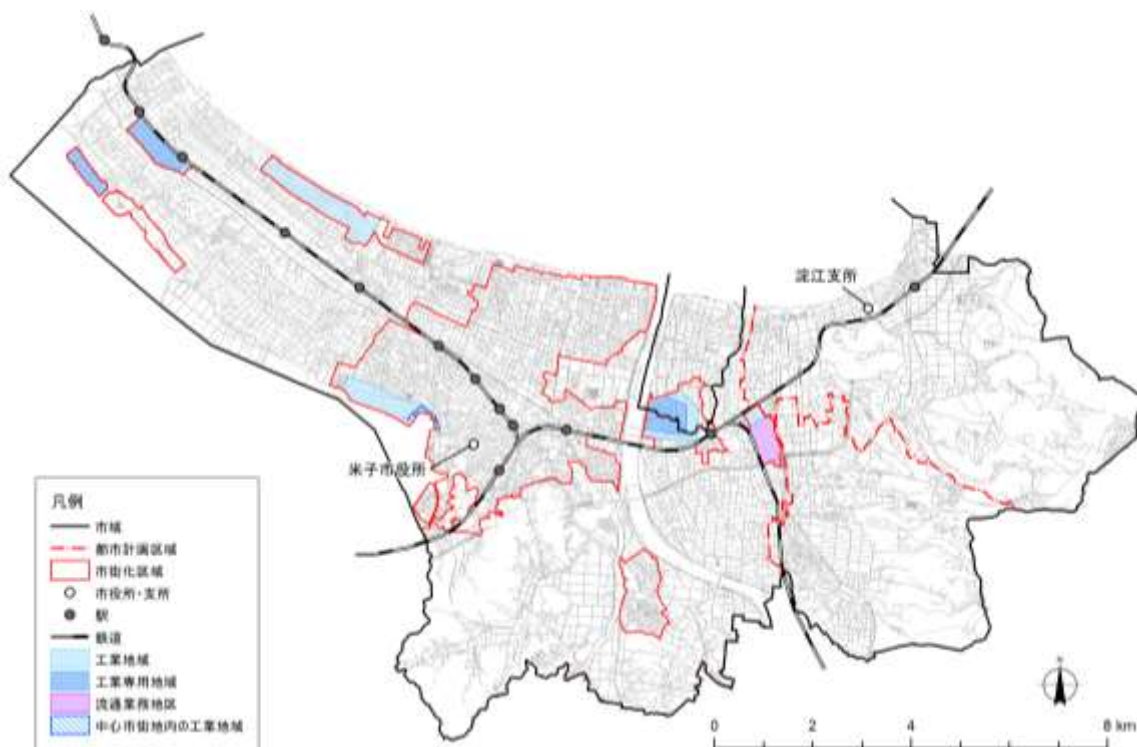 淀江支所
米子市役所
凡例
市域
都市計画区域
市街化区域
市役所・支所
駅
鉄道
工業地域
工業専用地域
流通業務地区
中心市街地内の工業地域
N
0 2 4 8 km